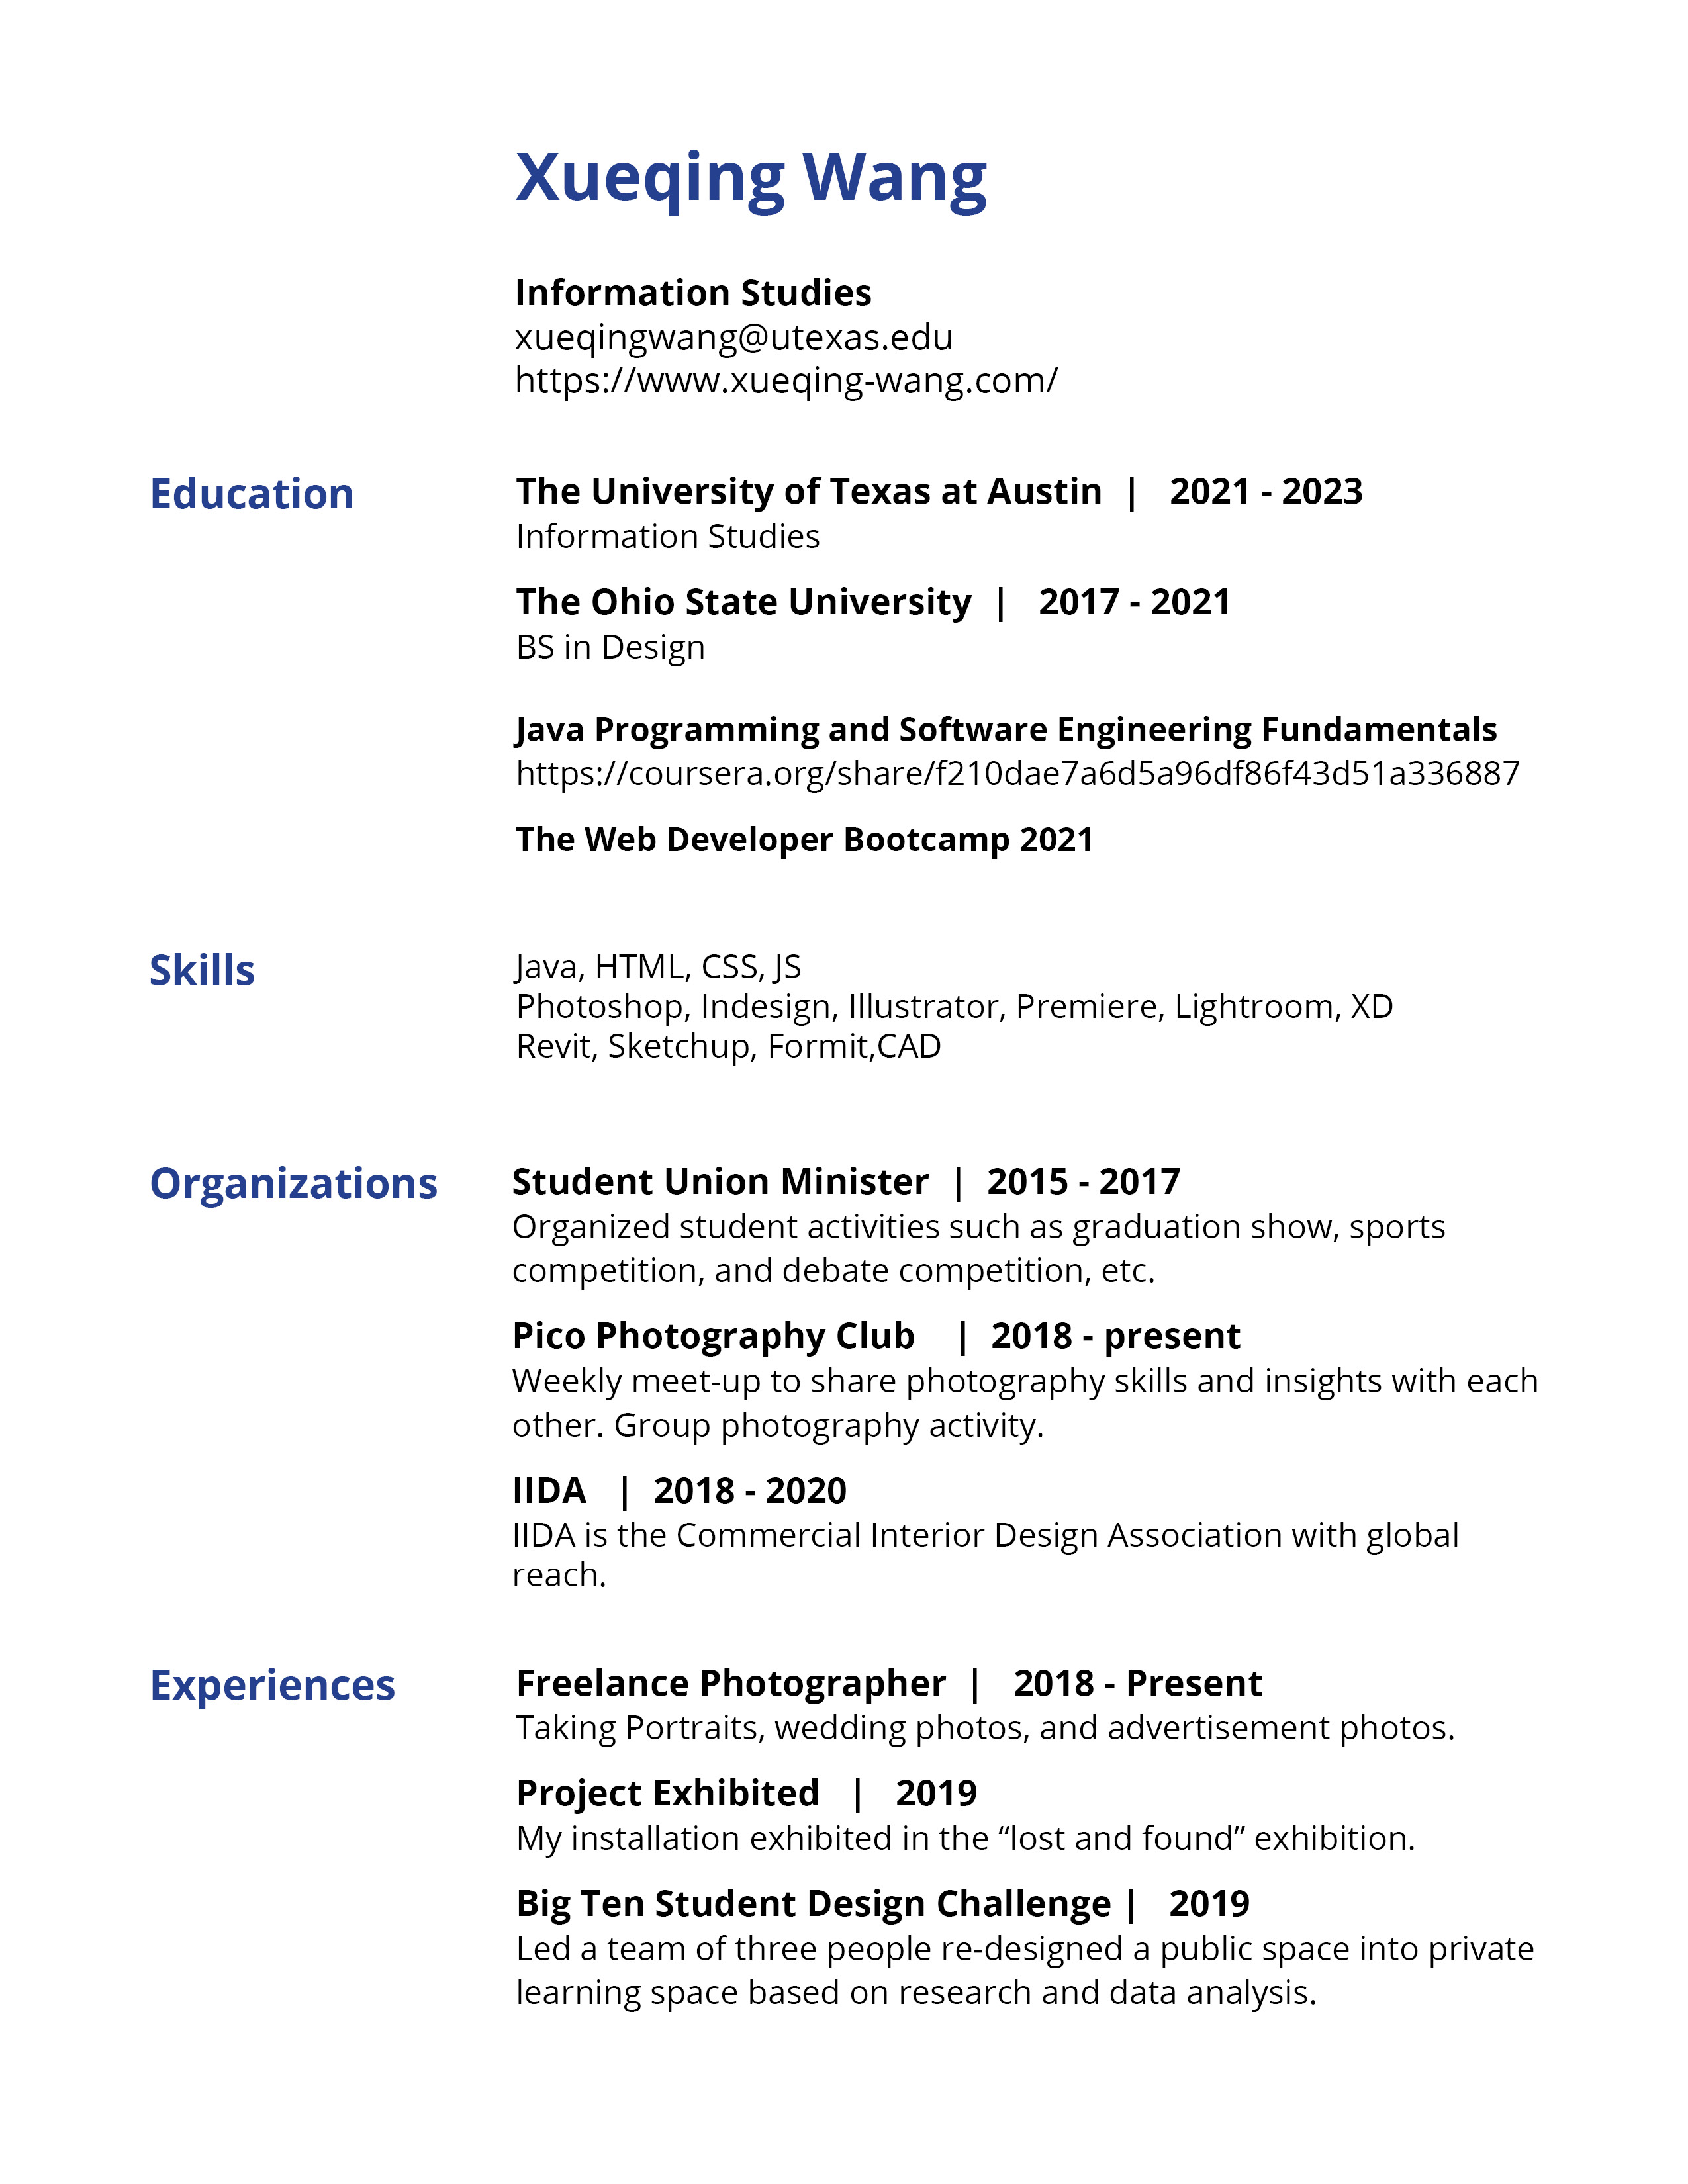 Xueqing Wang
Information Studies
xueqingwang@utexas.edu
https://www.xueqing-wang.com/
Education
The University of Texas at Austin | 2021 - 2023
Information Studies
The Ohio State University | 2017 - 2021
BS in Design
Java Programming and Software Engineering Fundamentals
https://coursera.org/share/f210dae7a6d5a96df86f43d51a336887
The Web Developer Bootcamp 2021
Skills
Java, HTML, CSS, JS
Photoshop, Indesign, Illustrator, Premiere, Lightroom, XD
Revit, Sketchup, Formit,CAD
Organizations
Student Union Minister | 2015 - 2017
Organized student activities such as graduation show, sports
competition, and debate competition, etc.
Pico Photography Club | 2018 - present
Weekly meet-up to share photography skills and insights with each
other. Group photography activity.
IIDA | 2018 - 2020
IIDA is the Commercial Interior Design Association with global
reach.
Experiences
Freelance Photographer | 2018 - Present
Taking Portraits, wedding photos, and advertisement photos.
Project Exhibited | 2019
My installation exhibited in the “lost and found” exhibition.
Big Ten Student Design Challenge | 2019
Led a team of three people re-designed a public space into private
learning space based on research and data analysis.